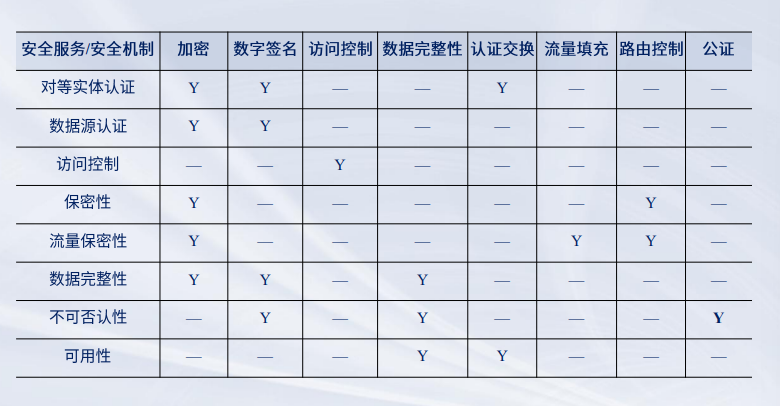 安全服务/安全机制 加密 数字签名 访问控制 数据完整性 认证交换 流量填充 路由控制 公证
对等实体认证 Y Y — — Y — — —
数据源认证 Y Y — — — — — —
访问控制 — — Y — — — — —
保密性 Y — — — — — Y —
流量保密性 Y — — — — Y Y —
数据完整性 Y Y — Y — — — —
不可否认性 — Y — Y — — — Y
可用性 — — — Y Y — — —